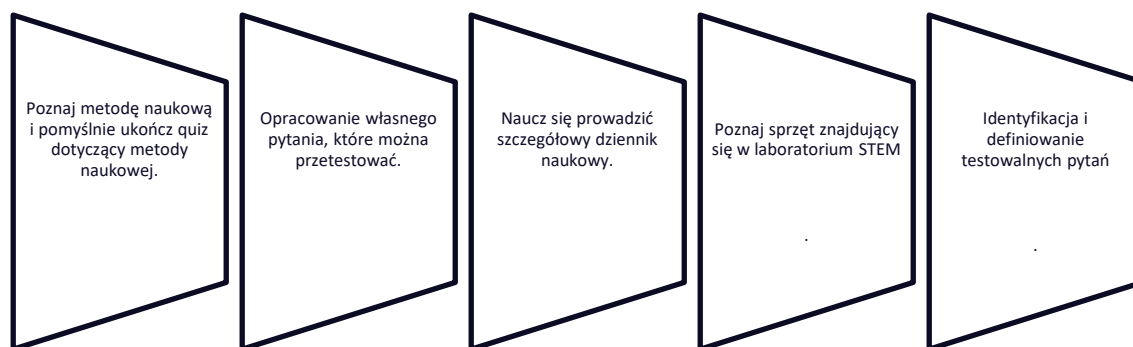 Poznaj metodę naukową
i pomyślnie ukończ quiz
dotyczący metody
naukowej.
Opracowanie własnego
pytania, które można
przetestować.
Naucz się prowadzić
szczegółowy dziennik
naukowy.
Poznaj sprzęt znajdujący
się w laboratorium STEM
.
Identyfikacja i
definiowanie
testowalnych pytań
.